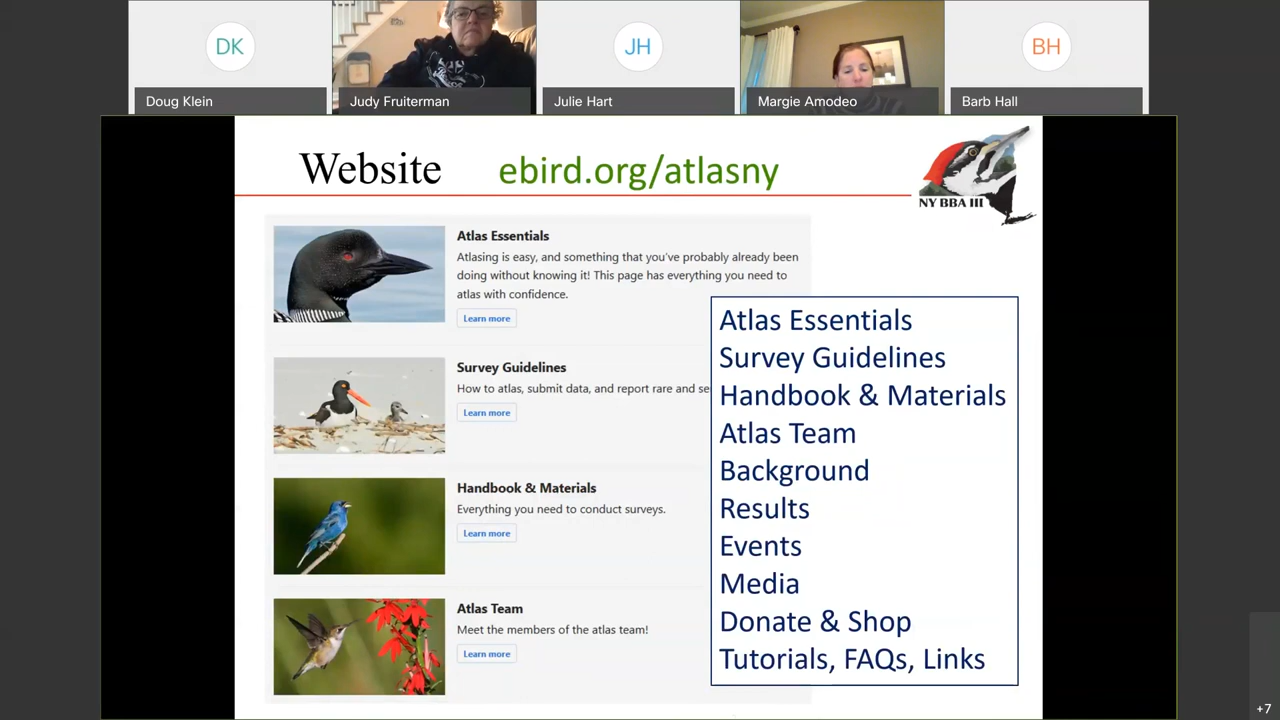 DK
JH
BH
Doug Klein
Judy Fruiterman
Julie Hart
Margie Amodeo
Barb Hall
Website
ebird.org/atlasny
NY BBA III
Atlas Essentials
Atlasing is easy, and something that you've probably already been
doing without knowing it! This page has everything you need to
atlas with confidence.
Learn more
Survey Guidelines
How to atlas, submit data, and report rare and se
Learn more
Handbook & Materials
Everything you need to conduct surveys.
Learn more
Atlas Team
Meet the members of the atlas team!
Learn more
Atlas Essentials
Survey Guidelines
Handbook & Materials
Atlas Team
Background
Results
Events
Media
Donate & Shop
Tutorials, FAQs, Links
+7